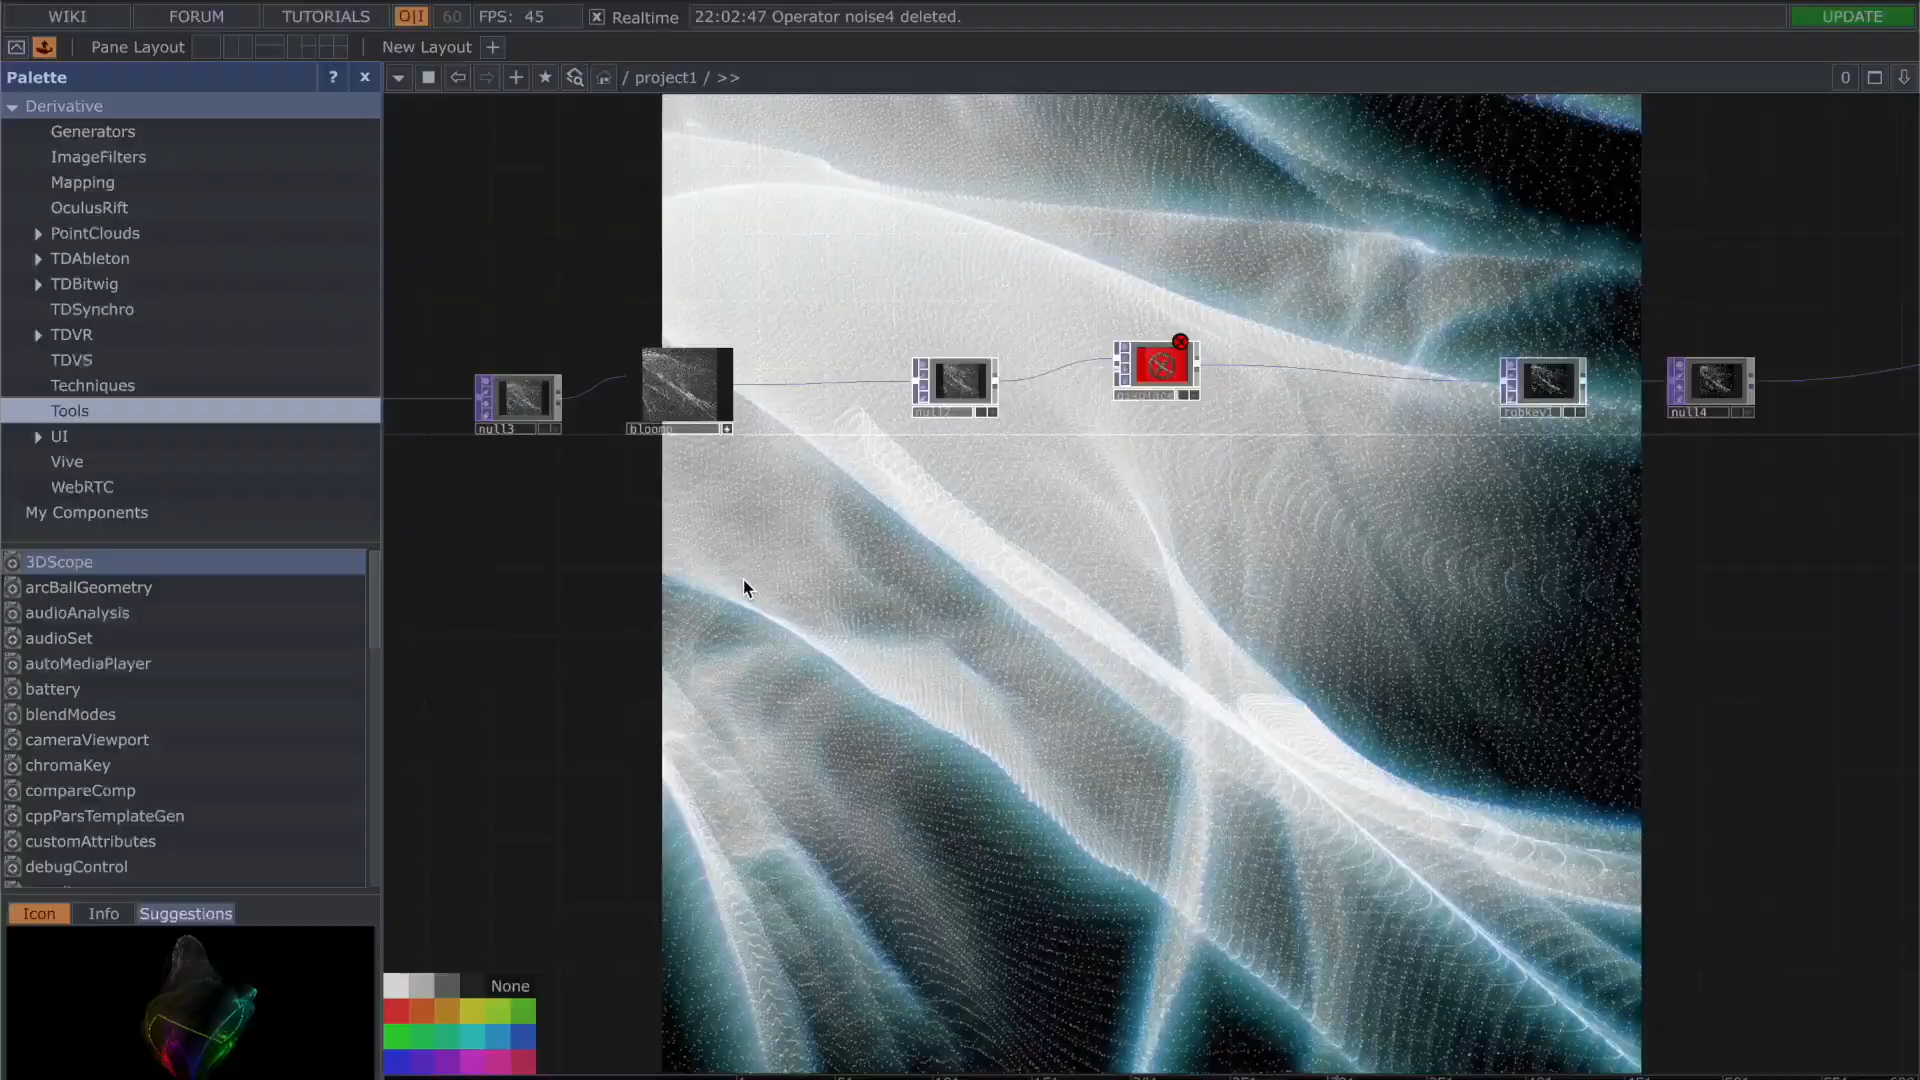 WIKI FORUM TUTORIALS O|I 60 FPS: 45 Realtime 22:02:47 Operator noise4 deleted. UPDATE
Pane Layout New Layout +
Palette ? x / project1 / >> 0
Derivative
Generators
ImageFilters
Mapping
OculusRift
PointClouds
TDAbleton
TDBitwig
TDSynchro
TDVR
TDVS
Techniques
Tools
UI
Vive
WebRTC
My Components
null3
null2
null4
3DScope
arcBallGeometry
audioAnalysis
audioSet
autoMediaPlayer
battery
blendModes
cameraViewport
chromaKey
compareComp
cppParsTemplateGen
customAttributes
debugControl
Icon Info Suggestions
None